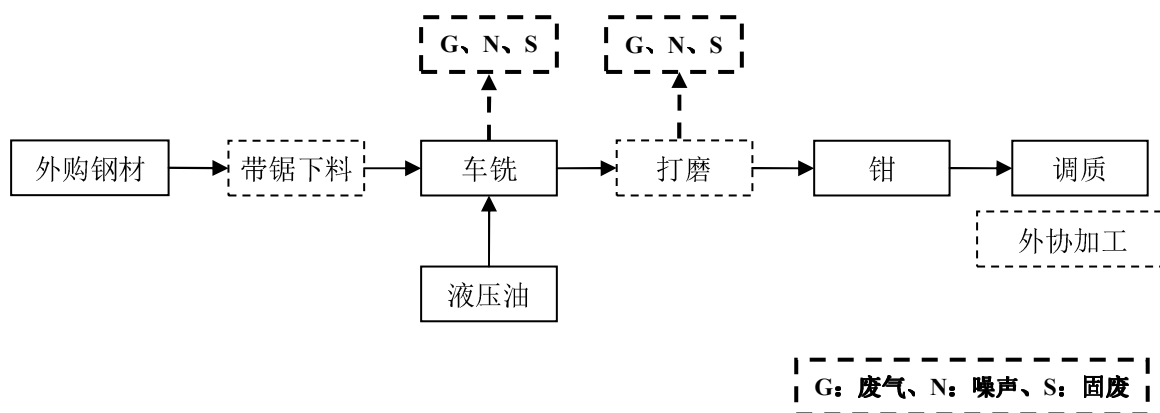 G、N、S
G、N、S
外购钢材
带锯下料
车铣
打磨
钳
调质
外协加工
液压油
G：废气、N：噪声、S：固废